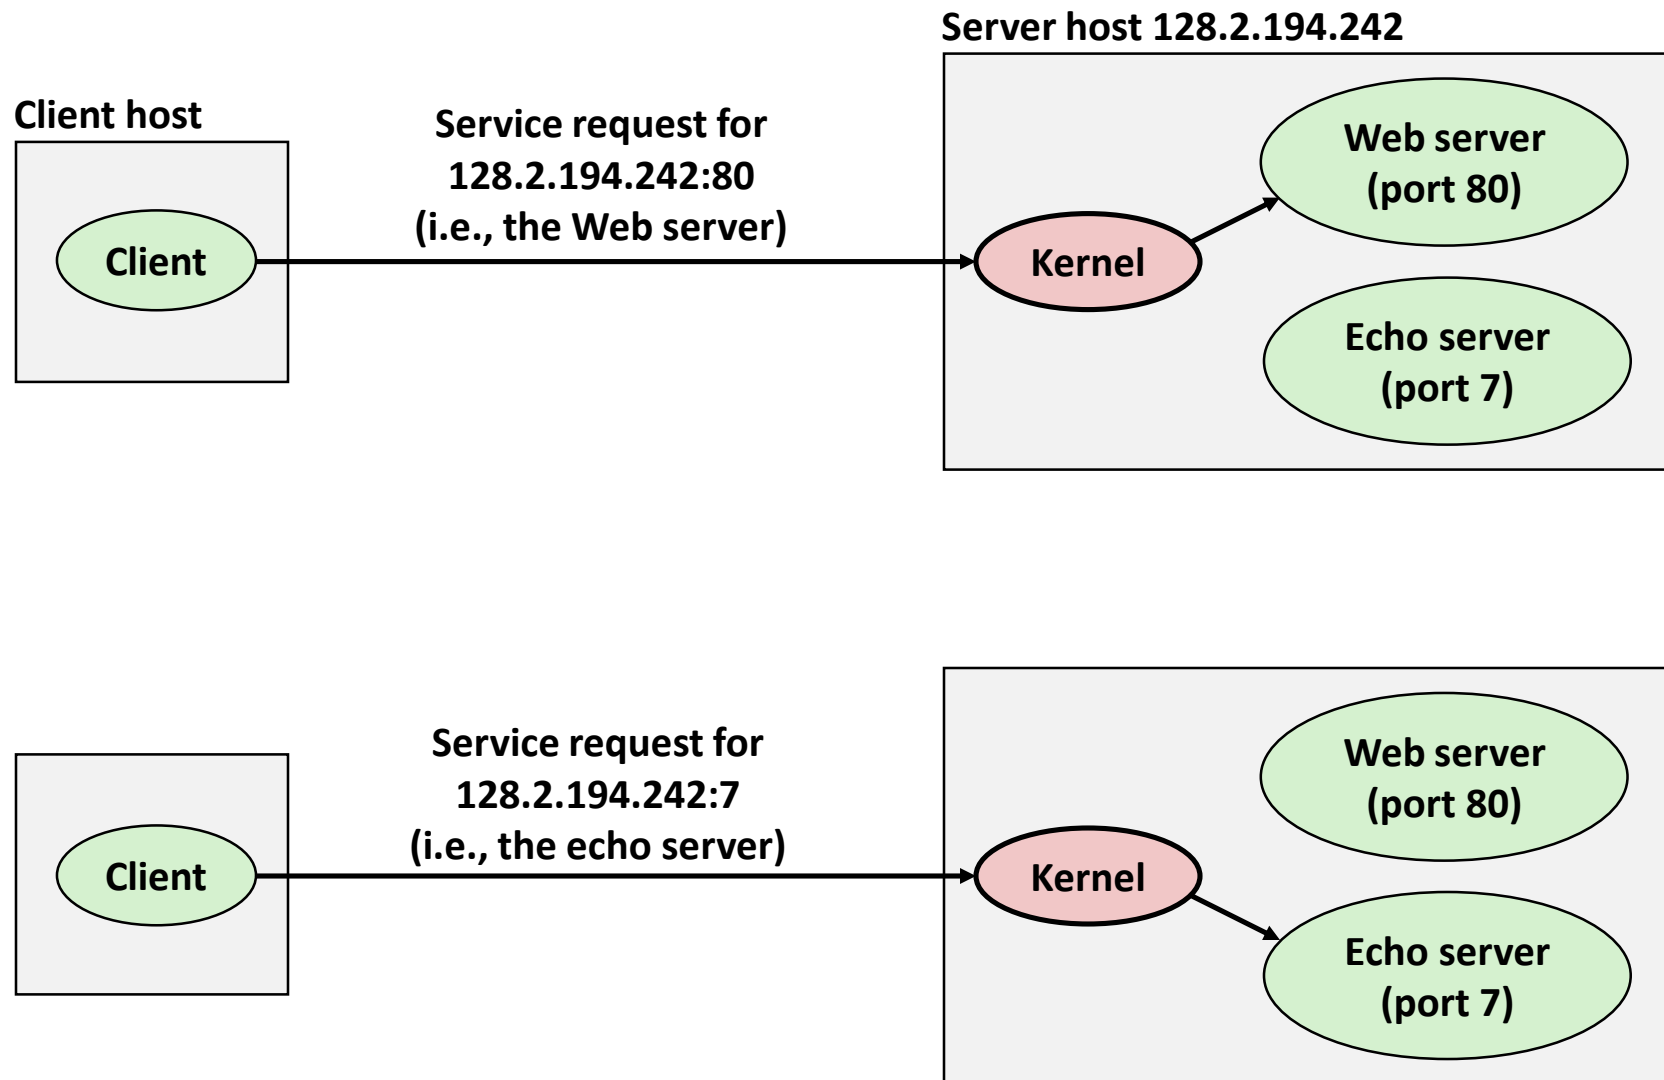 Server host 128.2.194.242
Client host
Service request for
128.2.194.242:80
(i.e., the Web server)
Client
Kernel
Web server
(port 80)
Echo server
(port 7)
Service request for
128.2.194.242:7
(i.e., the echo server)
Client
Kernel
Web server
(port 80)
Echo server
(port 7)